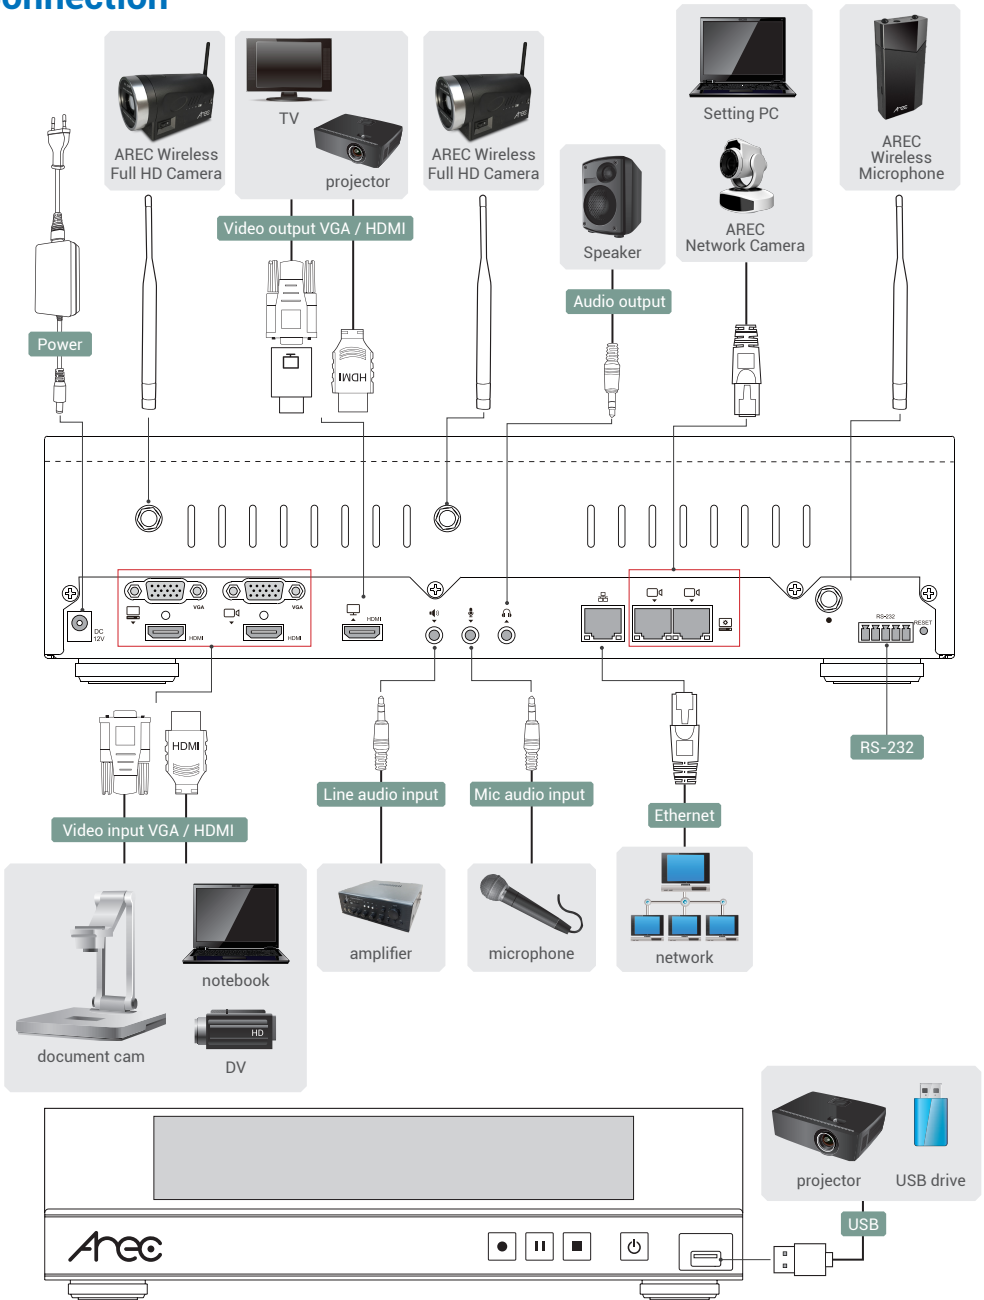 onnection
AREC Wireless
Full HD Camera
TV
projector
AREC Wireless
Full HD Camera
Setting PC
AREC
Network Camera
AREC
Wireless
Microphone
Speaker
Video output VGA / HDMI
Audio output
Power
HDMI
VGA
VGA
HDMI
HDMI
HDMI
DC
12V
RS-232
RESET
HDMI
RS-232
Line audio input
Mic audio input
Ethernet
Video input VGA / HDMI
amplifier
microphone
network
notebook
HD
document cam
DV
projector
USB drive
USB
Arec